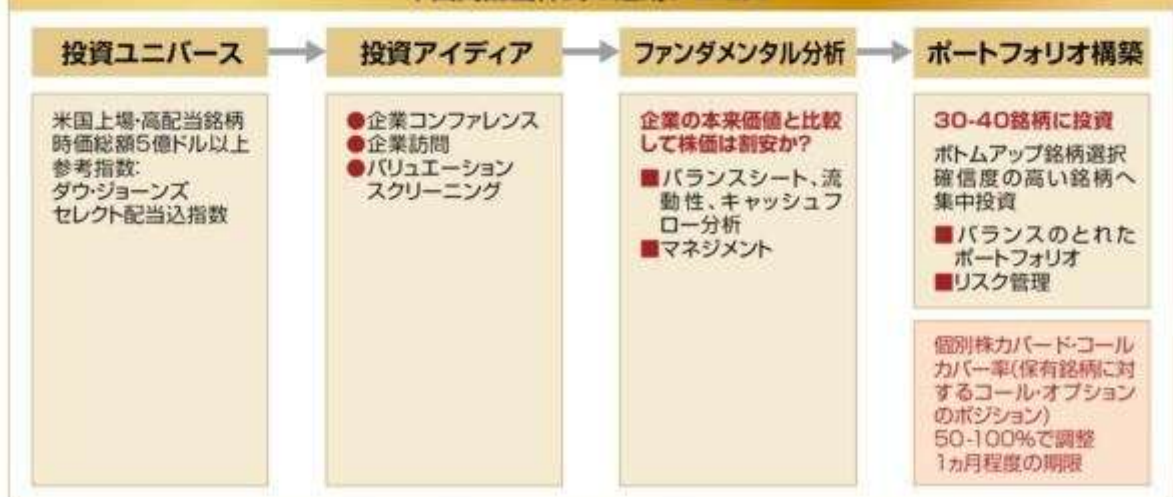 投資ユニバース
米国上場・高配当銘柄
時価総額5億ドル以上
参考指数:
ダウ・ジョーンズ
セレクト配当込指数
投資アイディア
●企業コンファレンス
●企業訪問
●バリュエーション
スクリーニング
ファンダメンタル分析
企業の本来価値と比較
して株価は割安か?
■バランスシート、流
動性、キャッシュフ
ロー分析
■マネジメント
ポートフォリオ構築
30-40銘柄に投資
ボトムアップ銘柄選択
確信度の高い銘柄へ
集中投資
■バランスのとれた
ポートフォリオ
■リスク管理
個別株カバード・コール
カバー率(保有銘柄に対
するコール・オプション
のポジション)
50-100%で調整
1ヵ月程度の期限